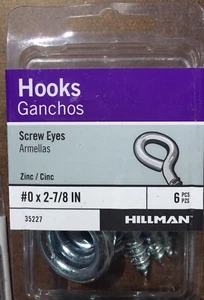 Hooks
Ganchos
Screw Eyes
Armellas
Zinc / Cinc
#0 x 2-7/8 IN
6 PCS
PZS
35227
HILLMAN